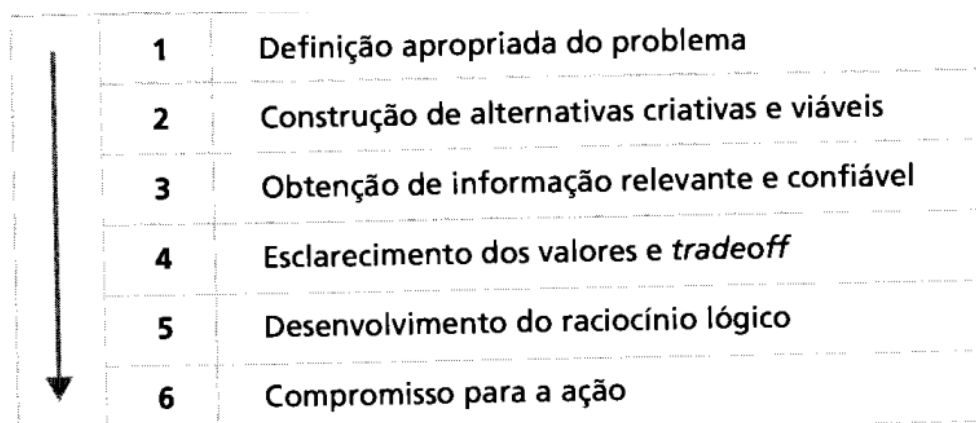 1 Definição apropriada do problema
2 Construção de alternativas criativas e viáveis
3 Obtenção de informação relevante e confiável
4 Esclarecimento dos valores e tradeoff
5 Desenvolvimento do raciocínio lógico
6 Compromisso para a ação